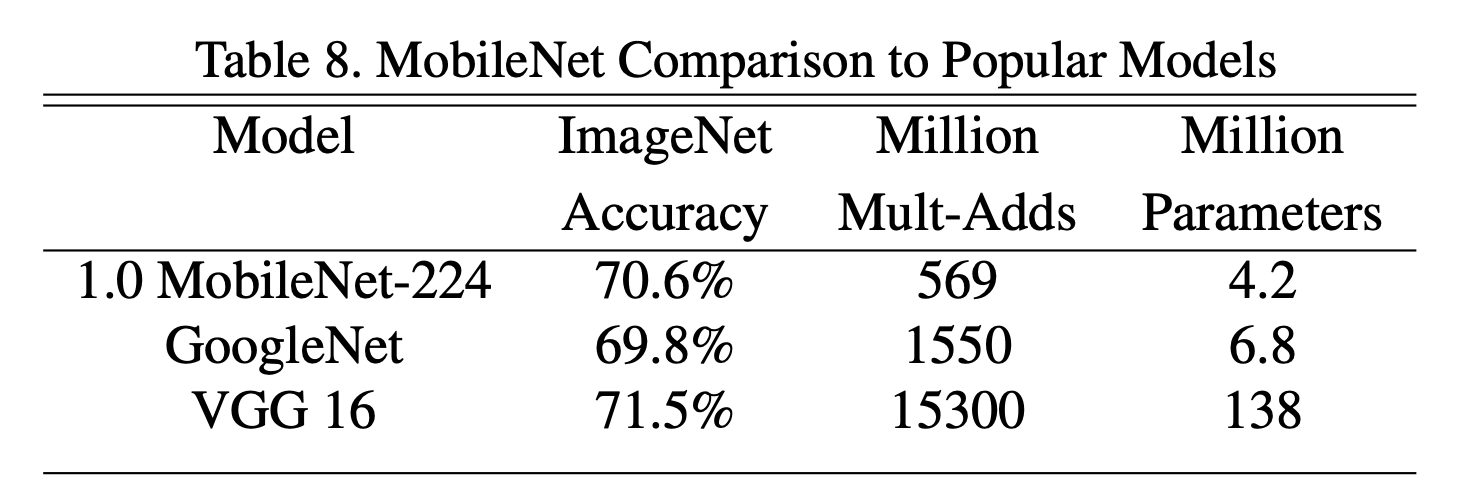 Table 8. MobileNet Comparison to Popular Models
Model ImageNet Million Million
Accuracy Mult-Adds Parameters
1.0 MobileNet-224 70.6% 569 4.2
GoogleNet 69.8% 1550 6.8
VGG 16 71.5% 15300 138